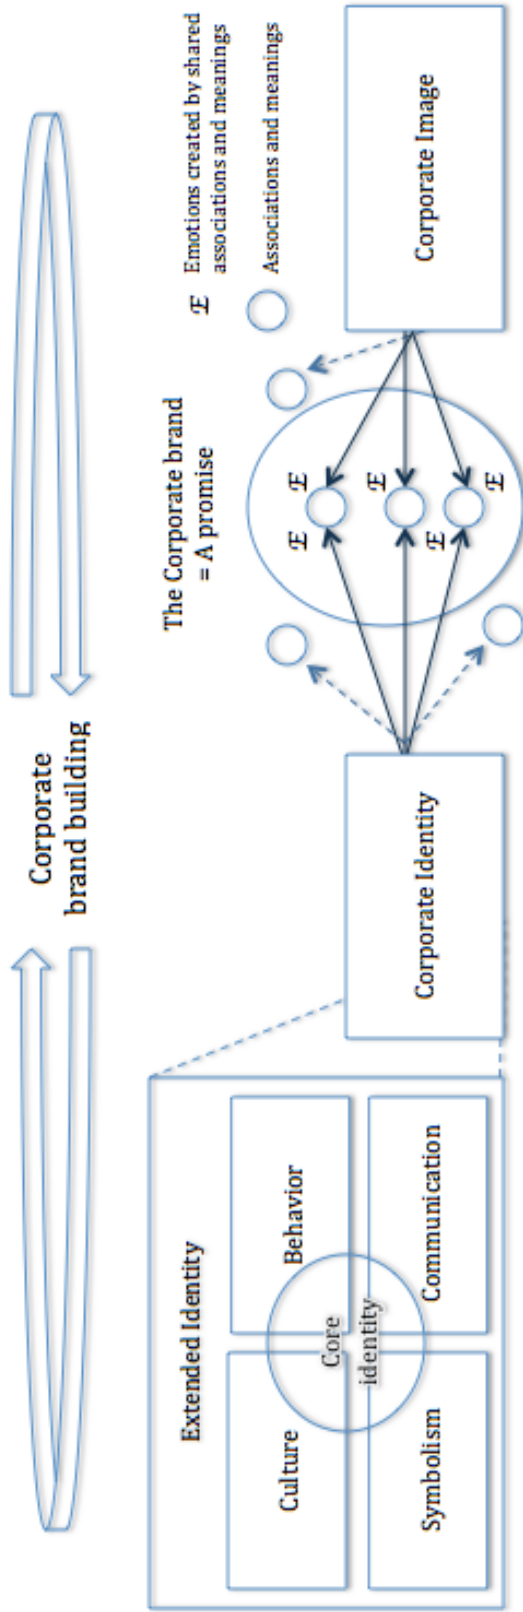 Corporate
brand building
Extended Identity
Culture
Behavior
Core
identity
Symbolism
Communication
Corporate Identity
The Corporate brand
= A promise
Æ
Æ
Æ
Æ
Æ
Corporate Image
Æ Emotions created by shared
associations and meanings
Associations and meanings